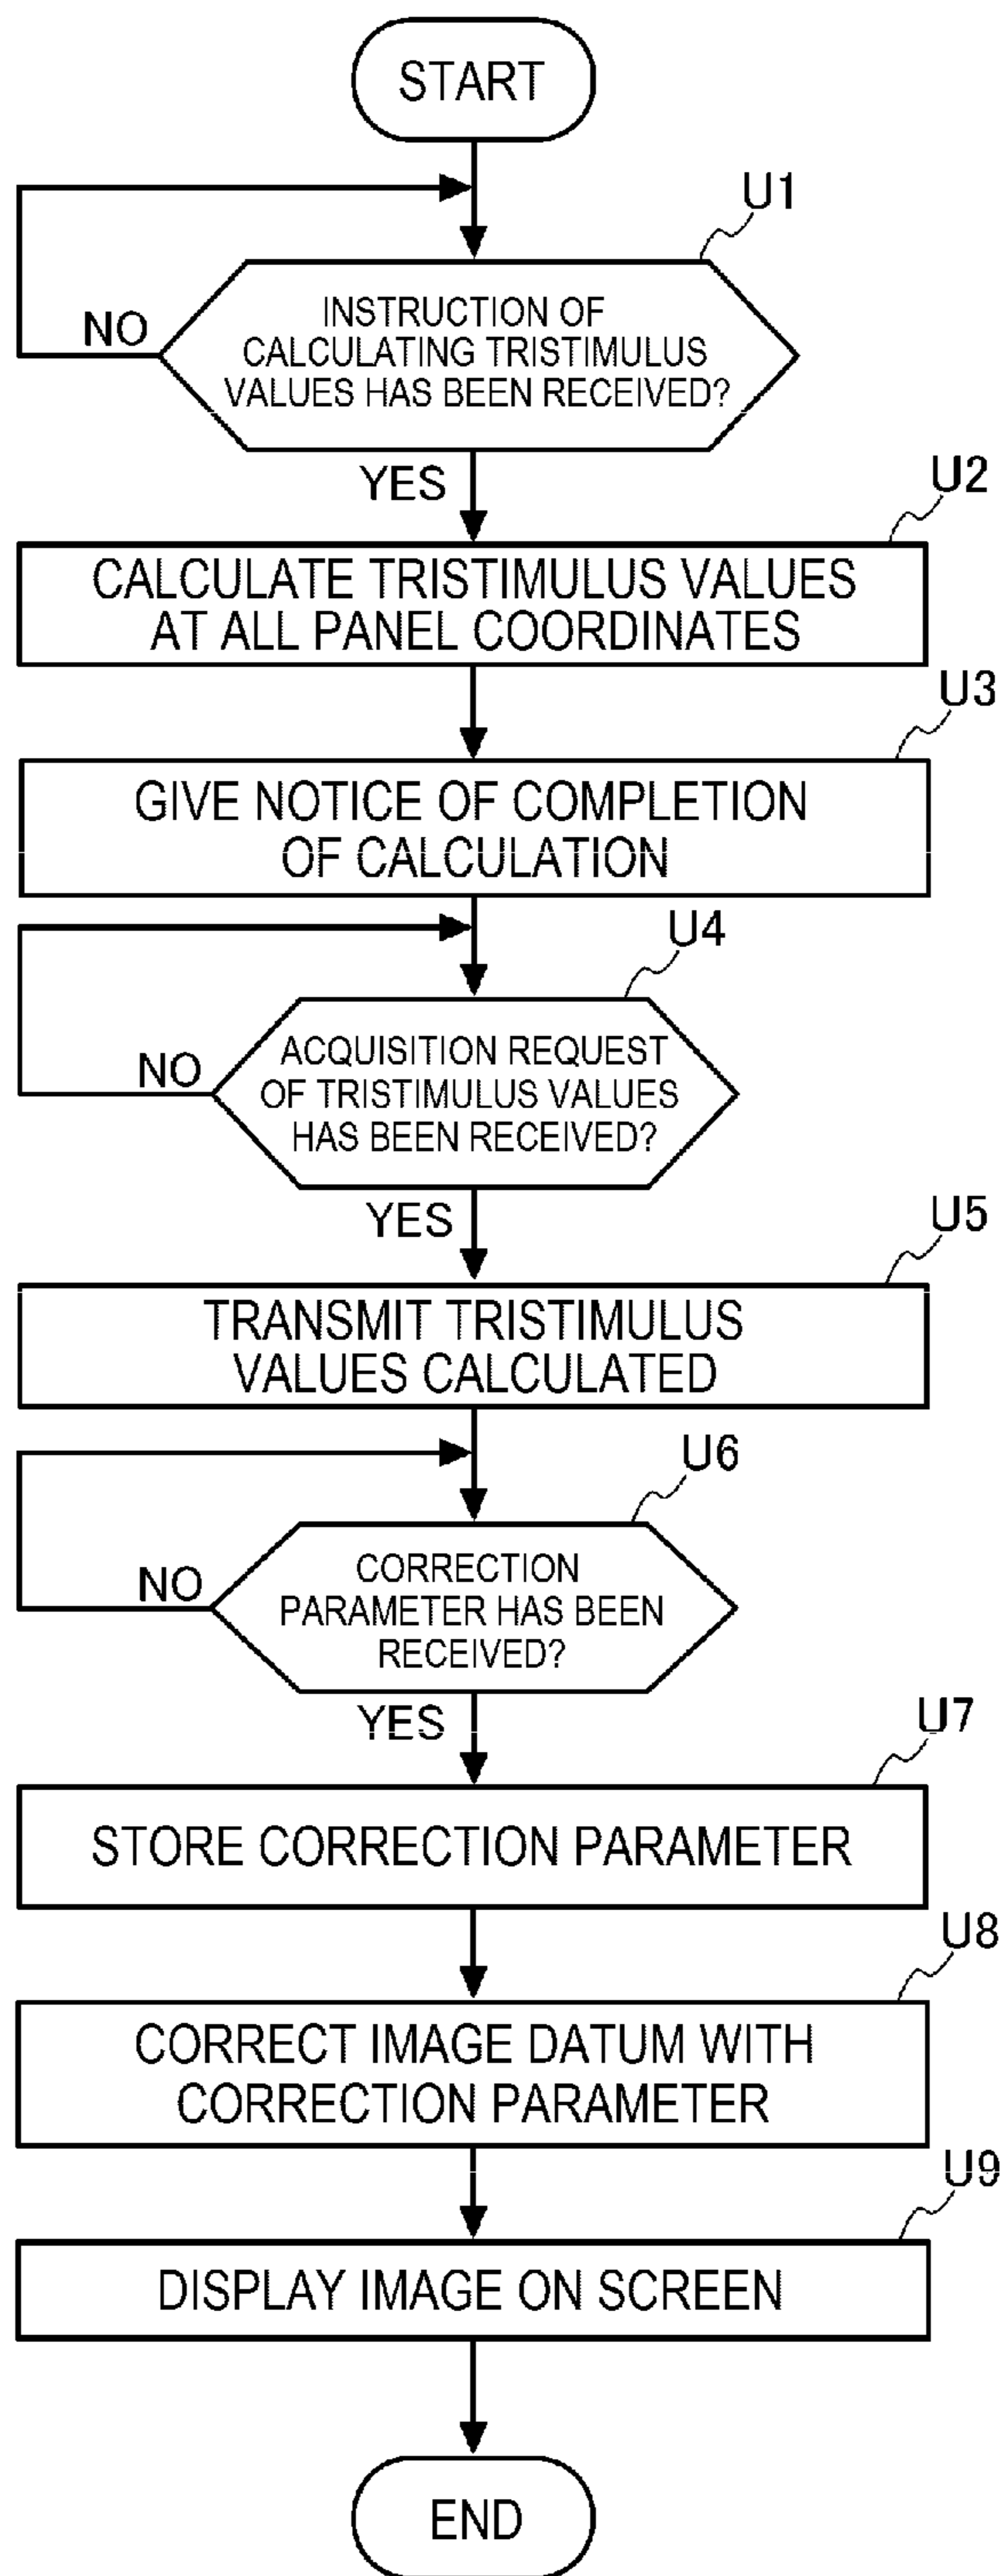 START
U1
INSTRUCTION OF
CALCULATING TRISTIMULUS
VALUES HAS BEEN RECEIVED?
NO
YES
U2
CALCULATE TRISTIMULUS VALUES
AT ALL PANEL COORDINATES
U3
GIVE NOTICE OF COMPLETION
OF CALCULATION
U4
ACQUISITION REQUEST
OF TRISTIMULUS VALUES
HAS BEEN RECEIVED?
NO
YES
U5
TRANSMIT TRISTIMULUS
VALUES CALCULATED
U6
CORRECTION
PARAMETER HAS BEEN
RECEIVED?
NO
YES
U7
STORE CORRECTION PARAMETER
U8
CORRECT IMAGE DATUM WITH
CORRECTION PARAMETER
U9
DISPLAY IMAGE ON SCREEN
END